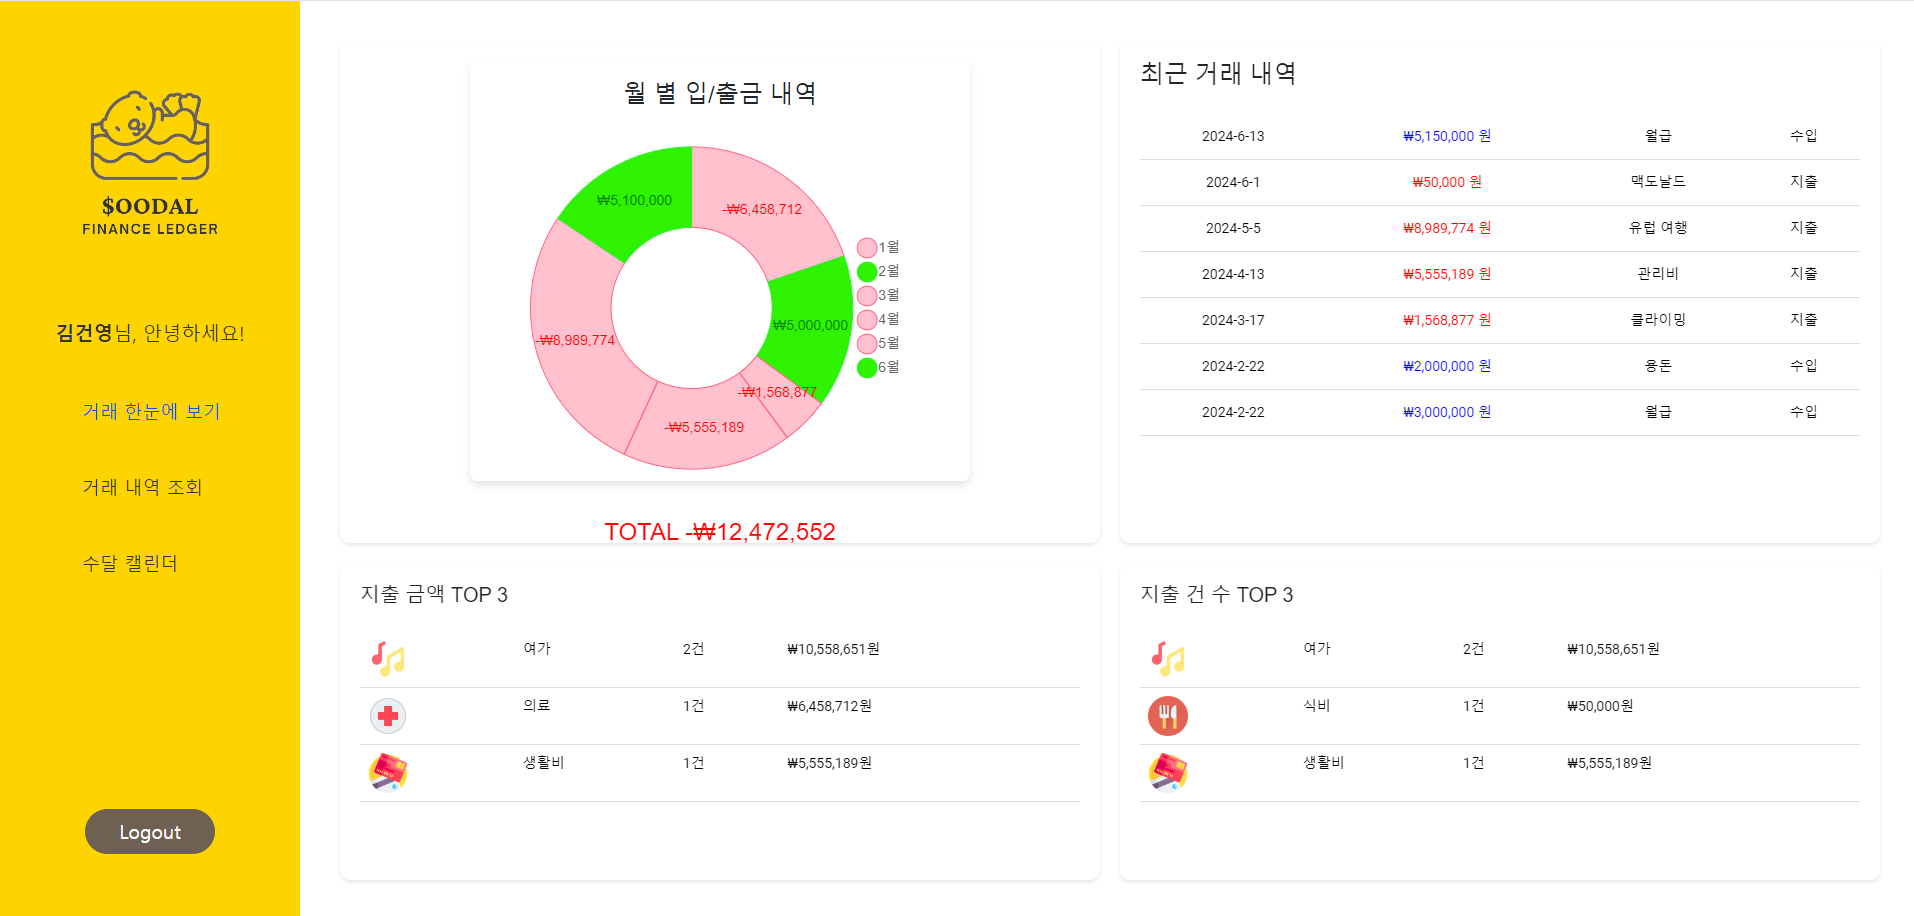 $OODAL
FINANCE LEDGER
김건영님, 안녕하세요!
거래 한눈에 보기
거래 내역 조회
수달 캘린더
Logout
월 별 입/출금 내역
₩5,100,000
-₩6,458,712
₩5,000,000
-₩8,989,774
-₩1,568,877
-₩5,555,189
1월
2월
3월
4월
5월
6월
TOTAL -₩12,472,552
최근 거래 내역
2024-6-13 ₩5,150,000 원 월급 수입
2024-6-1 ₩50,000 원 맥도날드 지출
2024-5-5 ₩8,989,774 원 유럽 여행 지출
2024-4-13 ₩5,555,189 원 관리비 지출
2024-3-17 ₩1,568,877 원 클라이밍 지출
2024-2-22 ₩2,000,000 원 용돈 수입
2024-2-22 ₩3,000,000 원 월급 수입
지출 금액 TOP 3
여가 2건 ₩10,558,651원
의료 1건 ₩6,458,712원
생활비 1건 ₩5,555,189원
지출 건 수 TOP 3
여가 2건 ₩10,558,651원
식비 1건 ₩50,000원
생활비 1건 ₩5,555,189원